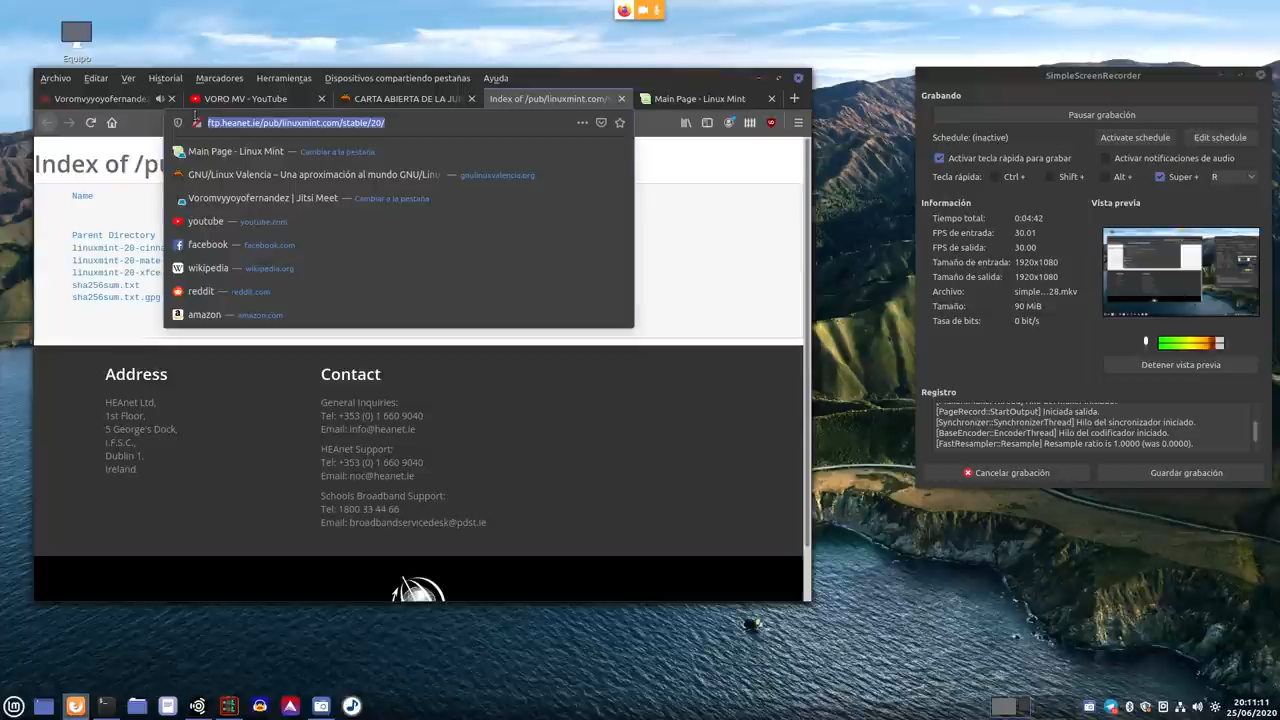 Equipo
Archivo Editar Ver Historial Marcadores Herramientas Dispositivos compartiendo pestañas Ayuda
Voromvyyoyofernandez
VORO MV - YouTube
CARTA ABIERTA DE LA JU
Index of /pub/linuxmint.com/
Main Page - Linux Mint
ftp.heanet.ie/pub/linuxmint.com/stable/20/
Main Page - Linux Mint — Cambiar a la pestaña
GNU/Linux Valencia – Una aproximación al mundo GNU/Linu — gnulinuxvalencia.org
Voromvyyoyofernandez | Jitsi Meet — Cambiar a la pestaña
youtube — youtube.com
facebook — facebook.com
wikipedia — wikipedia.org
reddit — reddit.com
amazon — amazon.com
Index of /pu
Name
Parent Directory
linuxmint-20-cinna
linuxmint-20-mate-
linuxmint-20-xfce-
sha256sum.txt
sha256sum.txt.gpg
Address
HEAnet Ltd,
1st Floor,
5 George's Dock,
I.F.S.C.,
Dublin 1.
Ireland
Contact
General Inquiries:
Tel: +353 (0) 1 660 9040
Email: info@heanet.ie
HEAnet Support:
Tel: +353 (0) 1 660 9040
Email: noc@heanet.ie
Schools Broadband Support:
Tel: 1800 33 44 66
Email: broadbandservicedesk@pdst.ie
SimpleScreenRecorder
Grabando
Pausar grabación
Schedule: (inactive) Activate schedule Edit schedule
Activar tecla rápida para grabar Activar notificaciones de audio
Tecla rápida: Ctrl + Shift + Alt + Super + R
Información
Tiempo total: 0:04:42
FPS de entrada: 30.01
FPS de salida: 30.00
Tamaño de entrada: 1920x1080
Tamaño de salida: 1920x1080
Archivo: simple...28.mkv
Tamaño: 90 MiB
Tasa de bits: 0 bit/s
Vista previa
Detener vista previa
Registro
[PageRecord::StartOutput] Iniciada salida.
[Synchronizer::SynchronizerThread] Hilo del sincronizador iniciado.
[BaseEncoder::EncoderThread] Hilo del codificador iniciado.
[FastResampler::Resample] Resample ratio is 1.0000 (was 0.0000).
Cancelar grabación Guardar grabación
20:11:11
25/06/2020